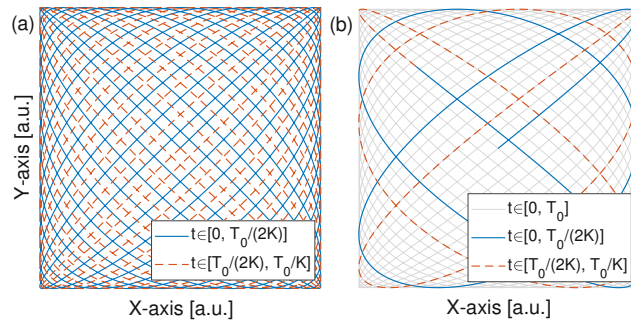 (a)
Y-axis [a.u.]
t∈[0, T₀/(2K)]
t∈[T₀/(2K), T₀/K]
X-axis [a.u.]
(b)
t∈[0, T₀]
t∈[0, T₀/(2K)]
t∈[T₀/(2K), T₀/K]
X-axis [a.u.]